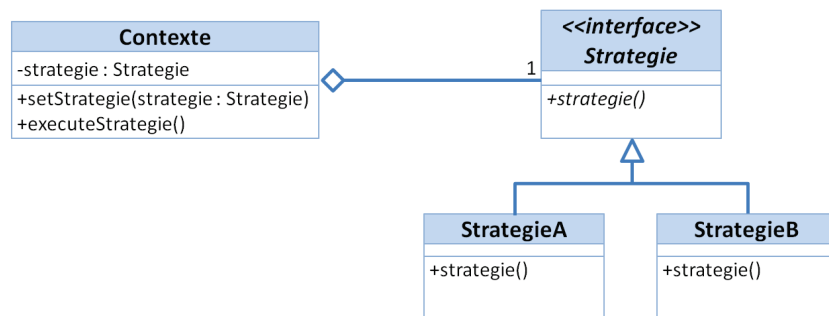 Contexte
-strategie : Strategie
+setStrategie(strategie : Strategie)
+executeStrategie()
1
<<interface>>
Strategie
+strategie()
StrategieA
+strategie()
StrategieB
+strategie()